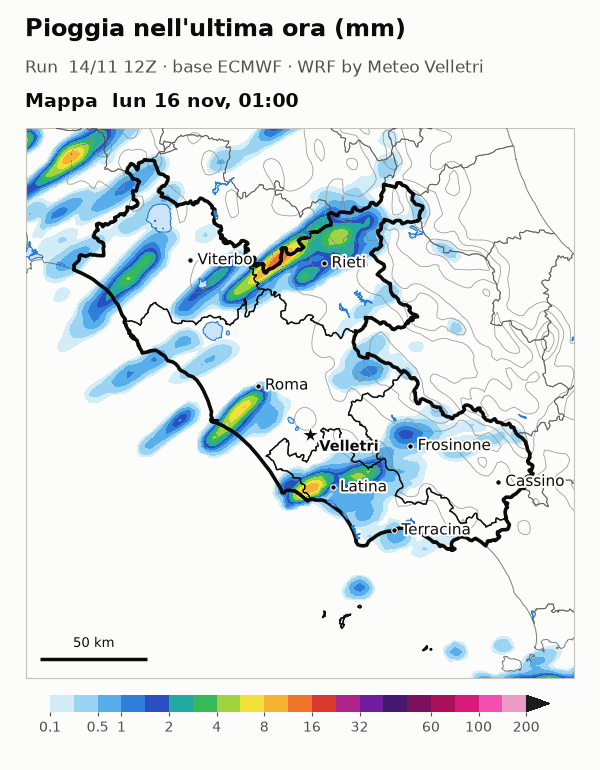 Pioggia nell'ultima ora (mm)
Run  14/11 12Z · base ECMWF · WRF by Meteo Velletri
Mappa  lun 16 nov, 01:00
Viterbo
Rieti
Roma
Velletri
Frosinone
Latina
Cassino
Terracina
50 km
0.1 0.5 1 2 4 8 16 32 60 100 200